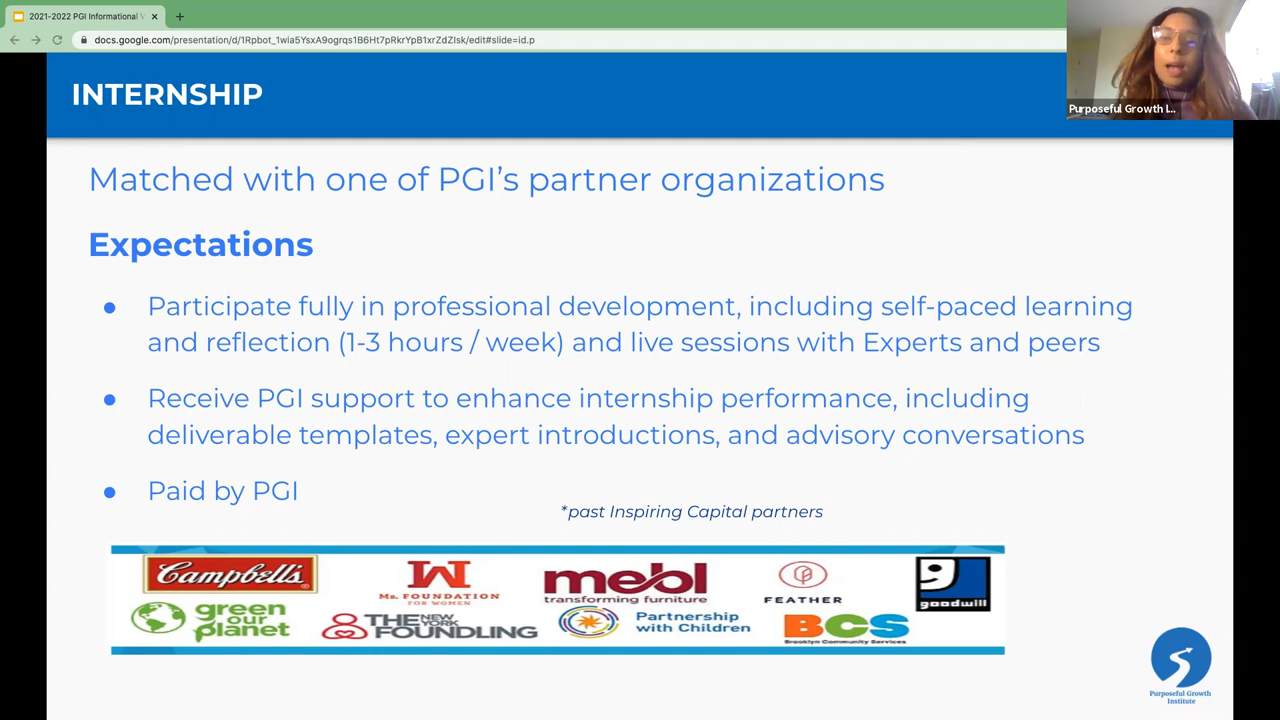 2021-2022 PGI Informational
docs.google.com/presentation/d/1Rpbot_1wia5YsxA9ogrqs1B6Ht7pRkrYpB1xrZdZIsk/edit#slide=id.p
Purposeful Growth I...
INTERNSHIP
Matched with one of PGI's partner organizations
Expectations
● Participate fully in professional development, including self-paced learning
and reflection (1-3 hours / week) and live sessions with Experts and peers
● Receive PGI support to enhance internship performance, including
deliverable templates, expert introductions, and advisory conversations
● Paid by PGI
*past Inspiring Capital partners
Campbell's
Ms. FOUNDATION
FOR WOMEN
mebl
transforming furniture
FEATHER
goodwill
green
our
planet
THE NEW YORK
FOUNDLING
Partnership
with Children
BCS
Brooklyn Community Services
Purposeful Growth
Institute